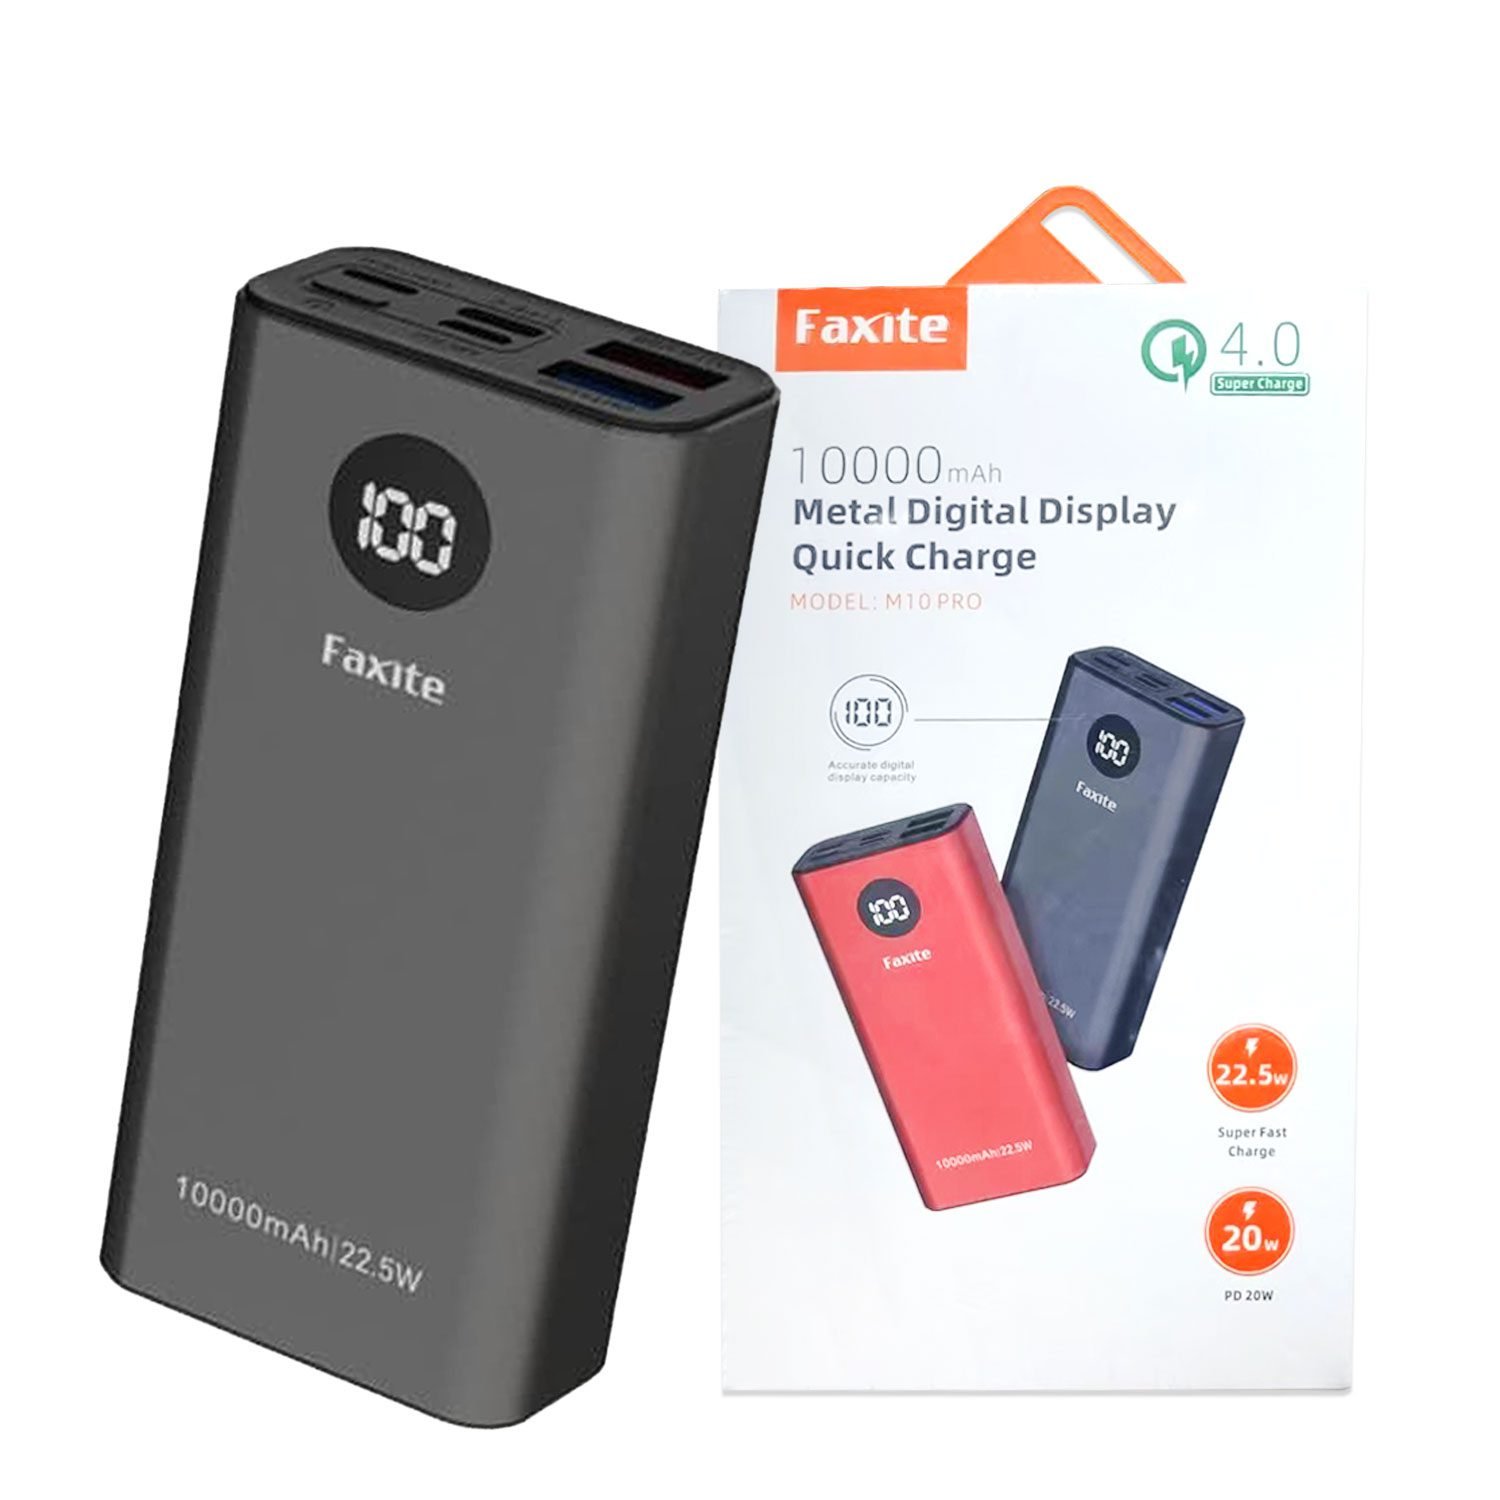 100
Faxite
10000mAh|22.5W
Faxite
4.0
Super Charge
10000mAh
Metal Digital Display
Quick Charge
MODEL: M10 PRO
100
Accurate digital
display capacity
100
Faxite
22.5W
100
Faxite
10000mAh|22.5W
22.5W
Super Fast
Charge
20W
PD 20W